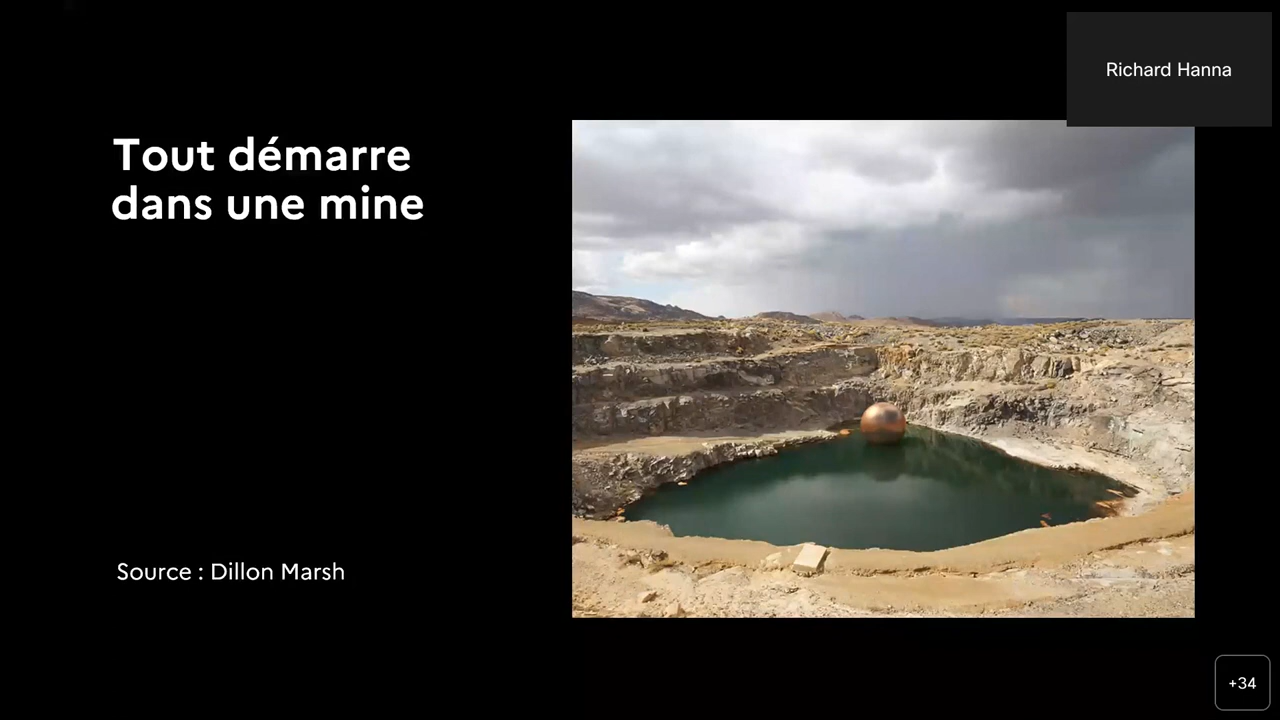 Richard Hanna
Tout démarre
dans une mine
Source : Dillon Marsh
+34